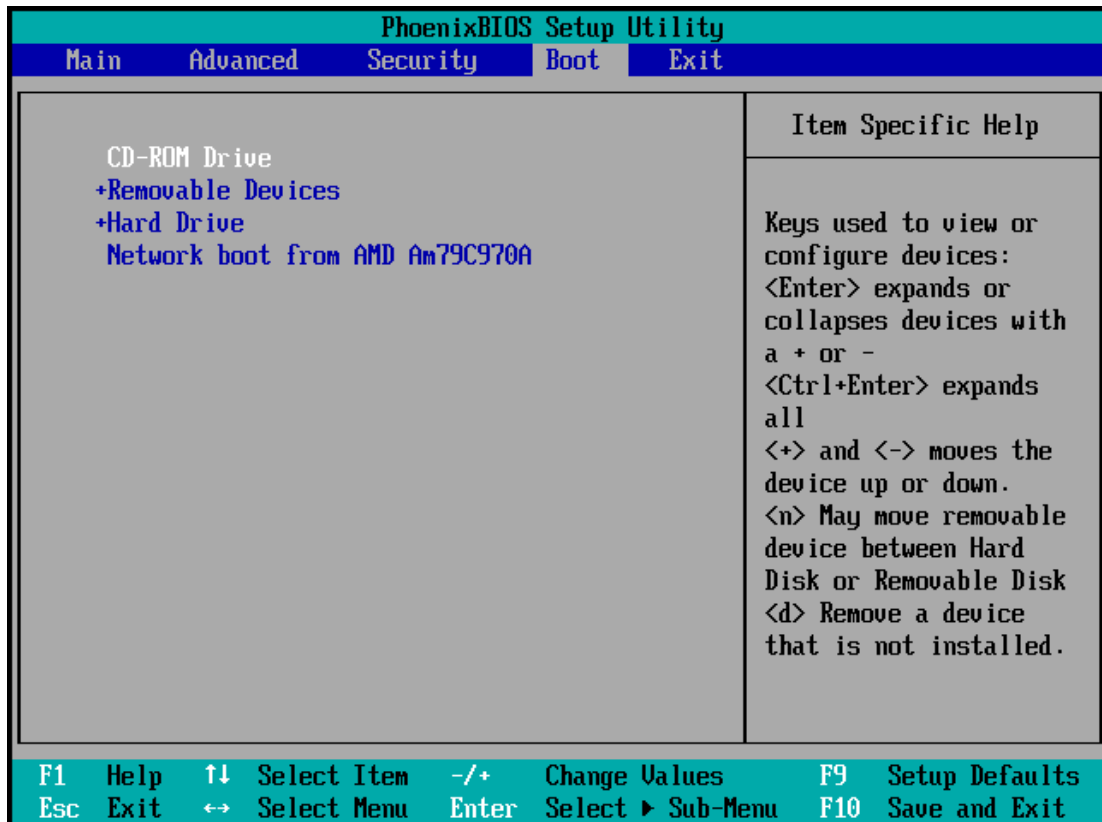 PhoenixBIOS Setup Utility
Main Advanced Security Boot Exit
CD-ROM Drive
+Removable Devices
+Hard Drive
Network boot from AMD Am79C970A
Item Specific Help
Keys used to view or
configure devices:
<Enter> expands or
collapses devices with
a + or -
<Ctrl+Enter> expands
all
<+> and <-> moves the
device up or down.
<n> May move removable
device between Hard
Disk or Removable Disk
<d> Remove a device
that is not installed.
F1 Help ↑↓ Select Item -/+ Change Values F9 Setup Defaults
Esc Exit ↔ Select Menu Enter Select ▶ Sub-Menu F10 Save and Exit